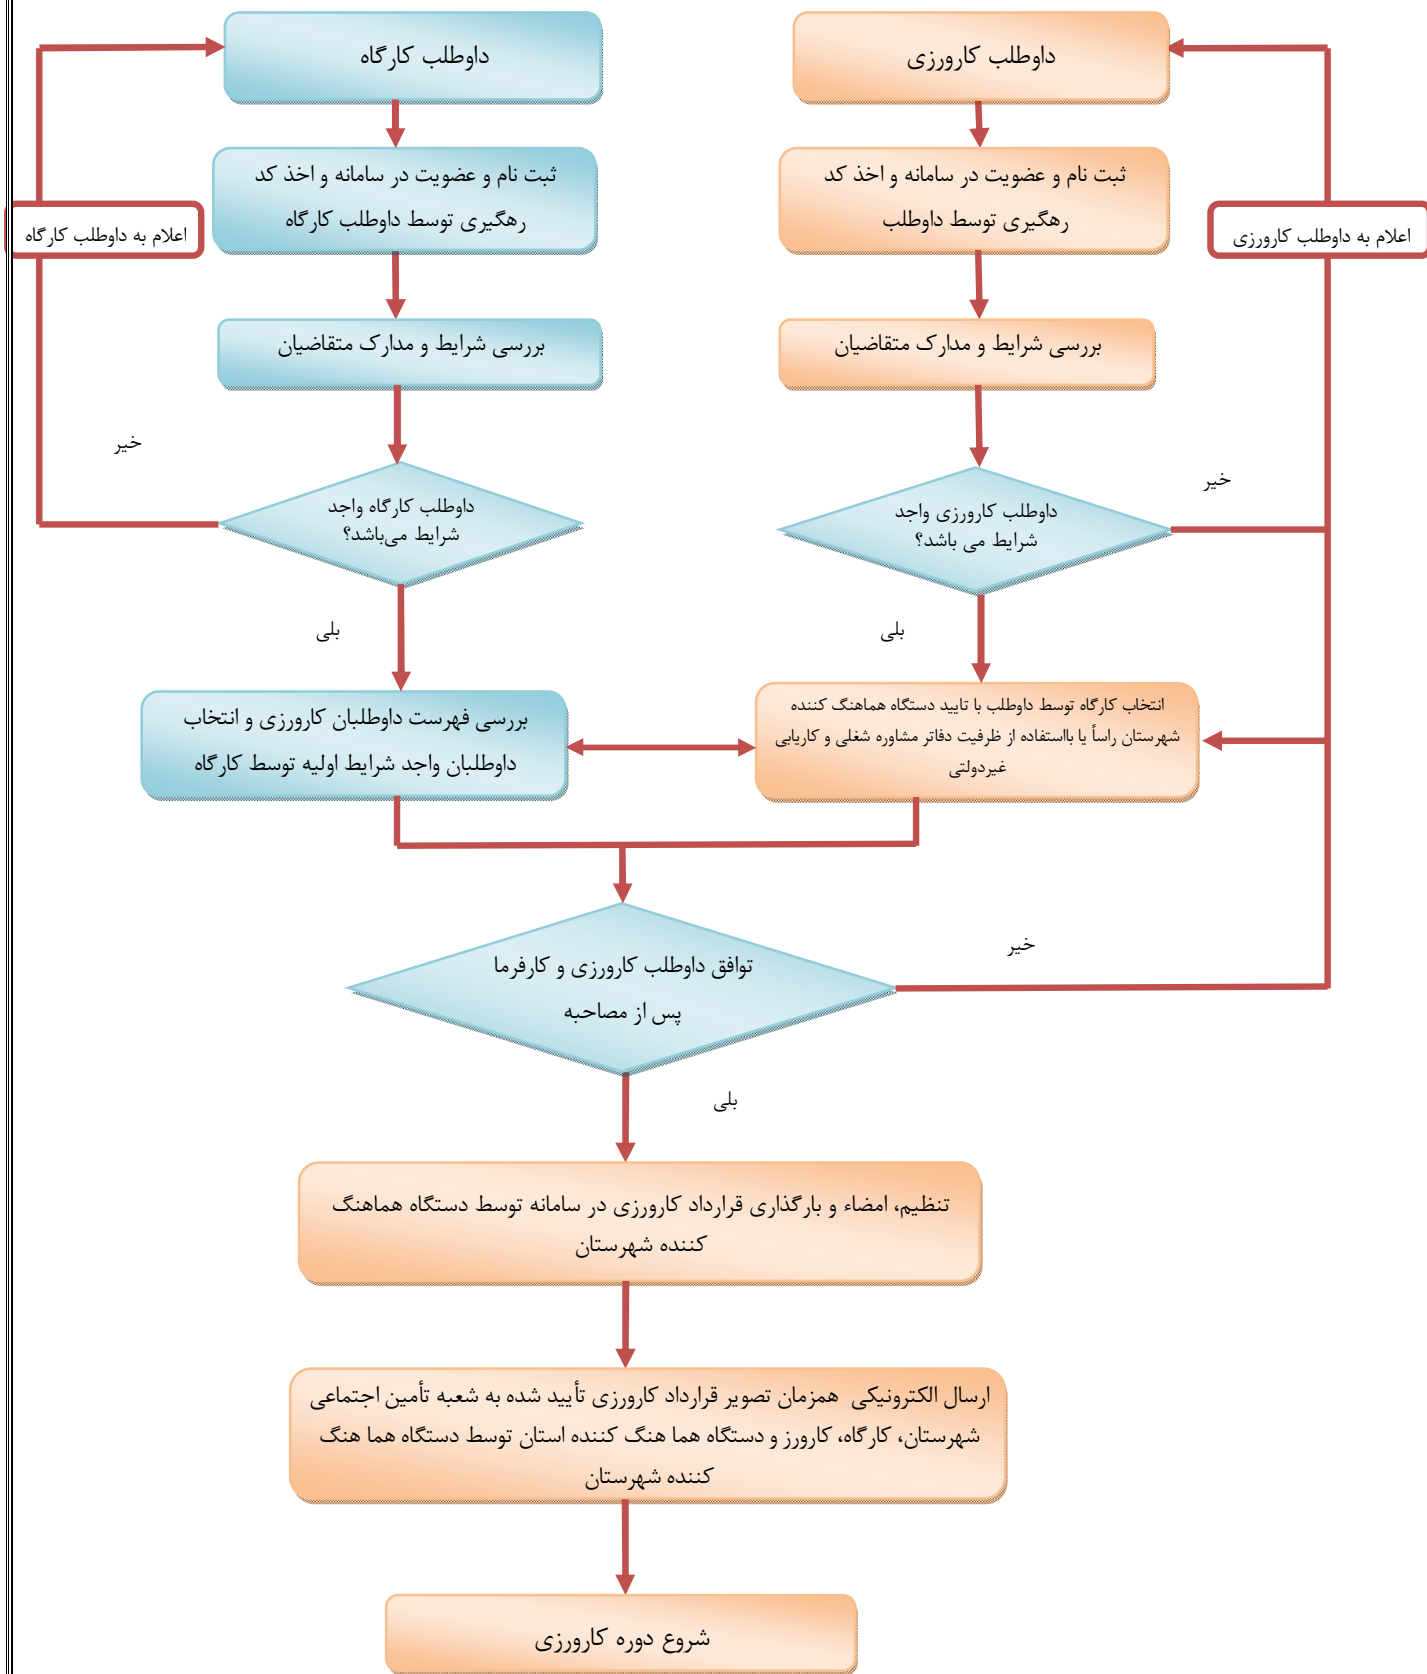 داوطلب کارورزی
داوطلب کارگاه
ثبت نام و عضویت در سامانه و اخذ کد
رهگیری توسط داوطلب
ثبت نام و عضویت در سامانه و اخذ کد
رهگیری توسط داوطلب کارگاه
اعلام به داوطلب کارورزی
اعلام به داوطلب کارگاه
بررسی شرایط و مدارک متقاضیان
بررسی شرایط و مدارک متقاضیان
خیر
خیر
داوطلب کارورزی واجد
شرایط می باشد؟
داوطلب کارگاه واجد
شرایط می‌باشد؟
بلی
بلی
انتخاب کارگاه توسط داوطلب با تایید دستگاه هماهنگ کننده
شهرستان راساً یا بااستفاده از ظرفیت دفاتر مشاوره شغلی و کاریابی
غیردولتی
بررسی فهرست داوطلبان کارورزی و انتخاب
داوطلبان واجد شرایط اولیه توسط کارگاه
توافق داوطلب کارورزی و کارفرما
پس از مصاحبه
خیر
بلی
تنظیم، امضاء و بارگذاری قرارداد کارورزی در سامانه توسط دستگاه هماهنگ
کننده شهرستان
ارسال الکترونیکی همزمان تصویر قرارداد کارورزی تأیید شده به شعبه تأمین اجتماعی
شهرستان، کارگاه، کارورز و دستگاه هما هنگ کننده استان توسط دستگاه هما هنگ
کننده شهرستان
شروع دوره کارورزی